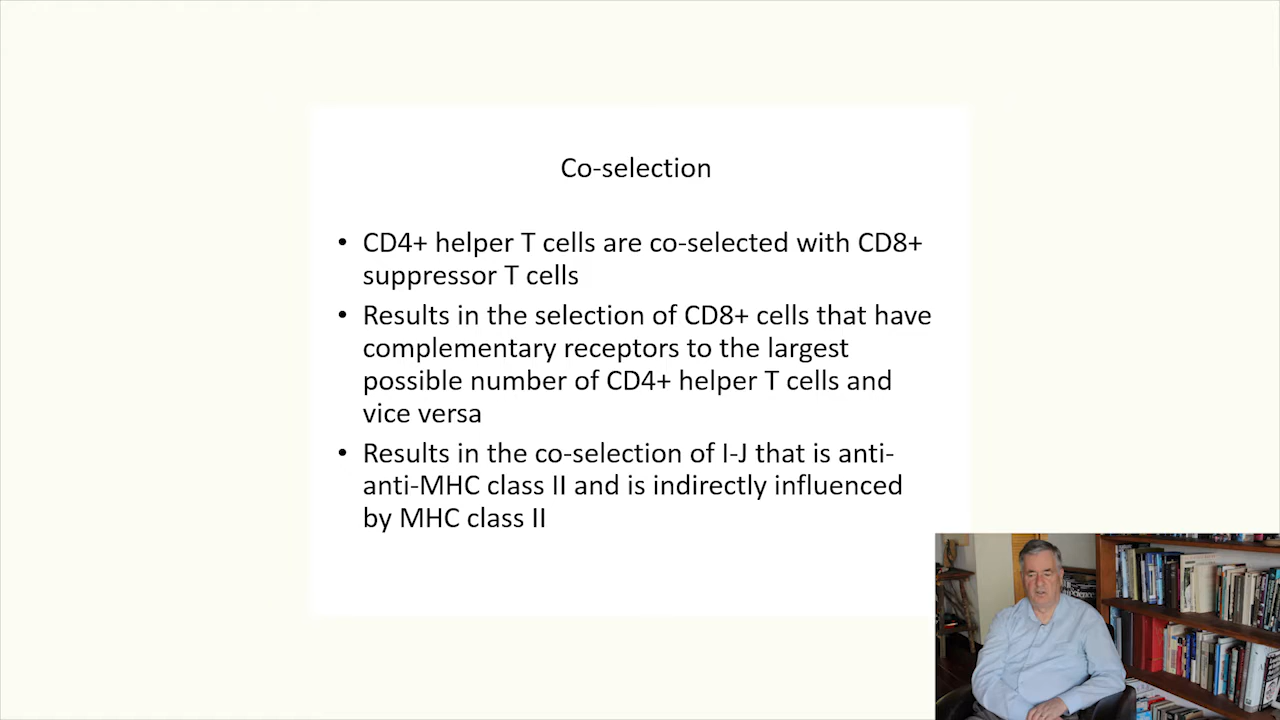 Co-selection
• CD4+ helper T cells are co-selected with CD8+
suppressor T cells
• Results in the selection of CD8+ cells that have
complementary receptors to the largest
possible number of CD4+ helper T cells and
vice versa
• Results in the co-selection of I-J that is anti-
anti-MHC class II and is indirectly influenced
by MHC class II